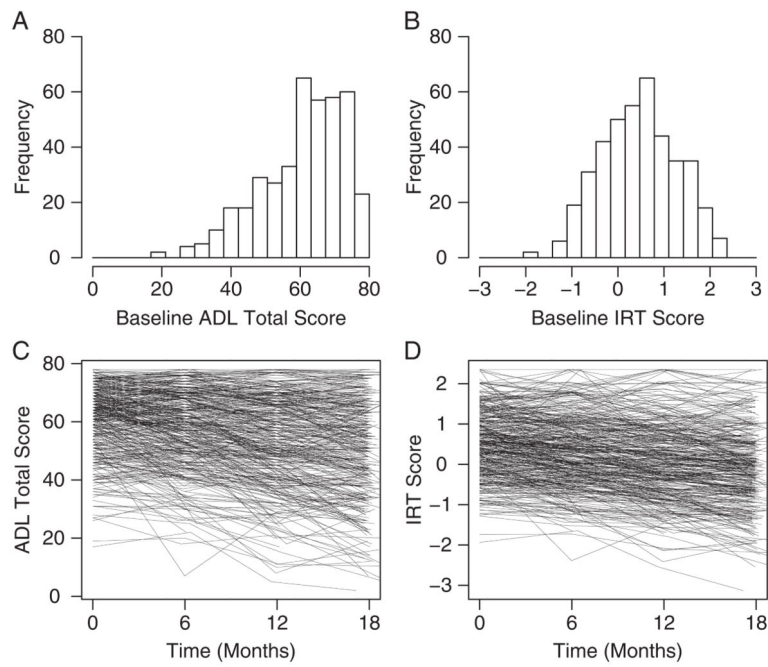 A
80
60
40
20
0
Frequency
0 20 40 60 80
Baseline ADL Total Score
B
80
60
40
20
0
Frequency
−3 −2 −1 0 1 2 3
Baseline IRT Score
C
80
60
40
20
0
ADL Total Score
0 6 12 18
Time (Months)
D
2
1
0
−1
−2
−3
IRT Score
0 6 12 18
Time (Months)